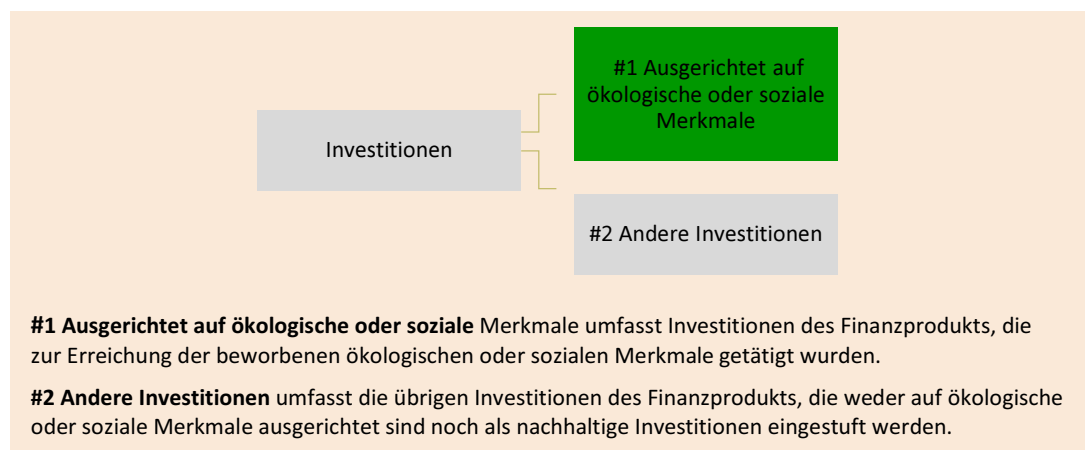 #1 Ausgerichtet auf
ökologische oder soziale
Merkmale
Investitionen
#2 Andere Investitionen
#1 Ausgerichtet auf ökologische oder soziale Merkmale umfasst Investitionen des Finanzprodukts, die
zur Erreichung der beworbenen ökologischen oder sozialen Merkmale getätigt wurden.
#2 Andere Investitionen umfasst die übrigen Investitionen des Finanzprodukts, die weder auf ökologische
oder soziale Merkmale ausgerichtet sind noch als nachhaltige Investitionen eingestuft werden.